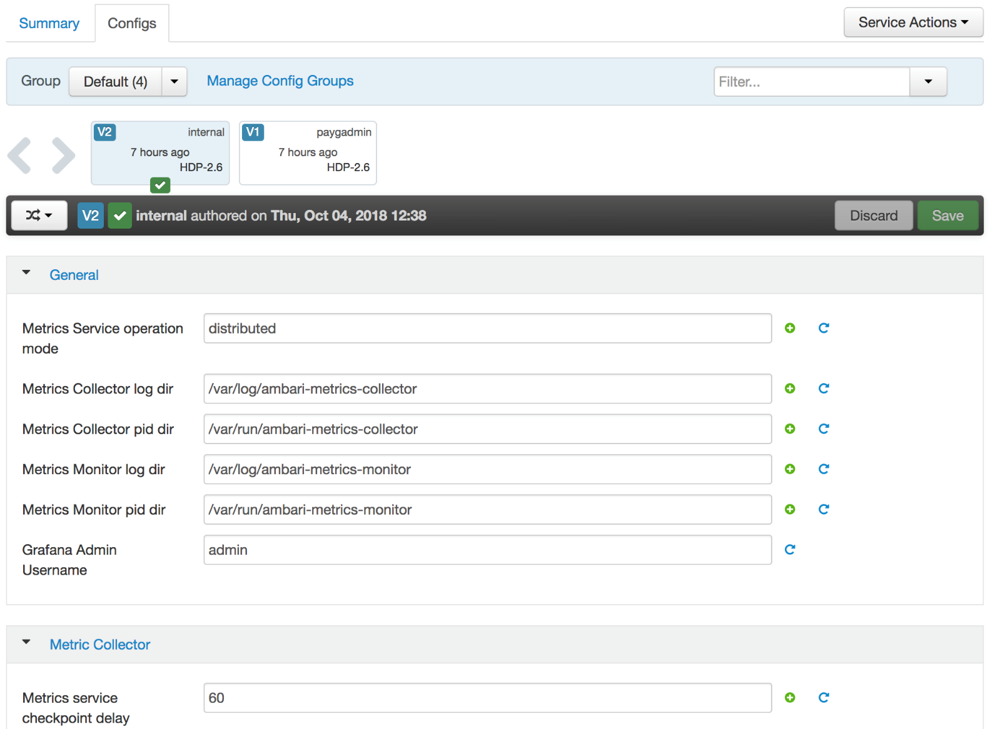 Summary
Configs
Service Actions
Group
Default (4)
Manage Config Groups
Filter...
V2
internal
7 hours ago
HDP-2.6
V1
paygadmin
7 hours ago
HDP-2.6
V2
internal authored on Thu, Oct 04, 2018 12:38
Discard
Save
General
Metrics Service operation
mode
distributed
Metrics Collector log dir
/var/log/ambari-metrics-collector
Metrics Collector pid dir
/var/run/ambari-metrics-collector
Metrics Monitor log dir
/var/log/ambari-metrics-monitor
Metrics Monitor pid dir
/var/run/ambari-metrics-monitor
Grafana Admin
Username
admin
Metric Collector
Metrics service
checkpoint delay
60